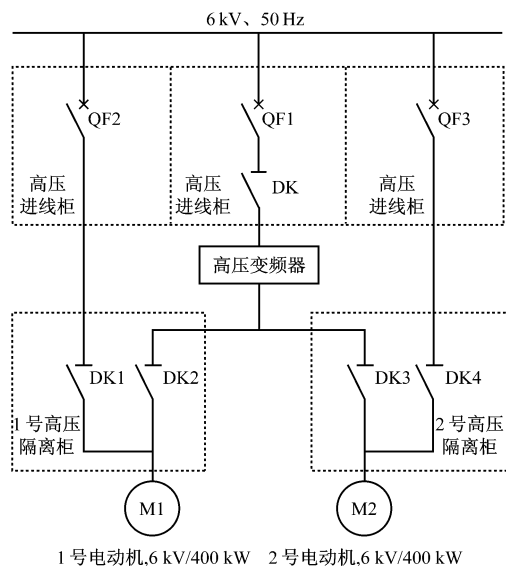 6 kV、50 Hz
QF2
QF1
QF3
高压
进线柜
高压
进线柜
DK
高压
进线柜
高压变频器
DK1
DK2
DK3
DK4
1号高压
隔离柜
2号高压
隔离柜
M1
M2
1号电动机,6 kV/400 kW
2号电动机,6 kV/400 kW